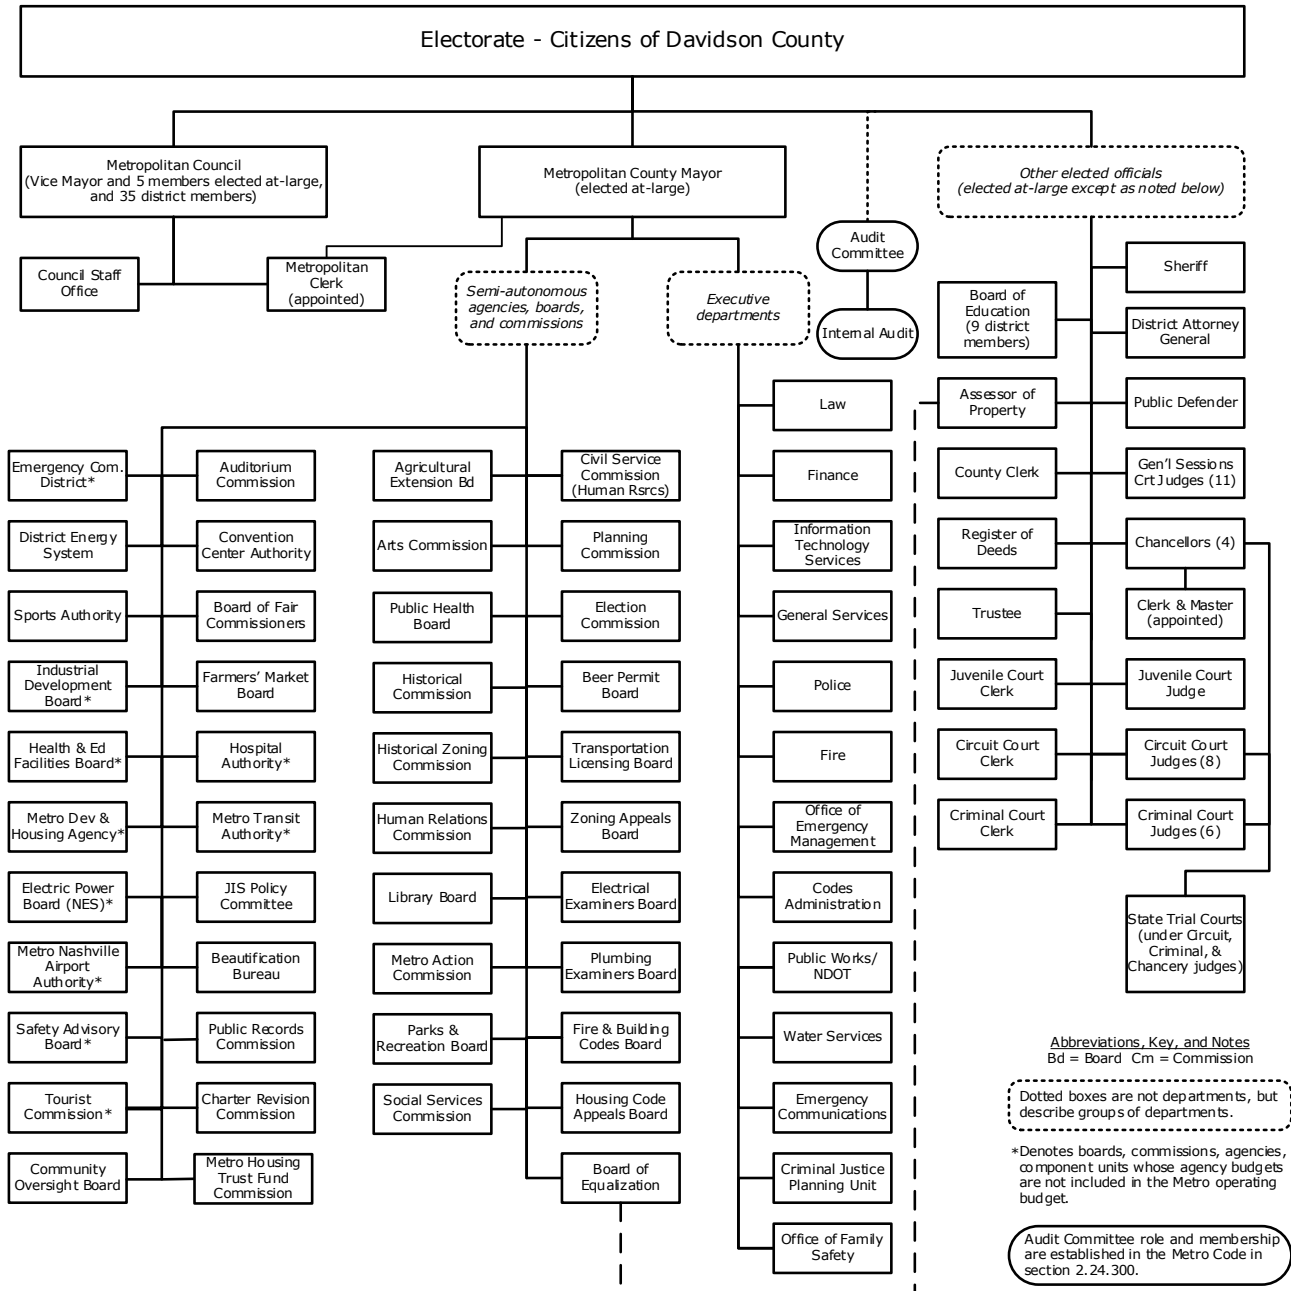 Electorate - Citizens of Davidson County
Metropolitan Council
(Vice Mayor and 5 members elected at-large,
and 35 district members)
Metropolitan County Mayor
(elected at-large)
Other elected officials
(elected at-large except as noted below)
Council Staff
Office
Metropolitan
Clerk
(appointed)
Semi-autonomous
agencies, boards,
and commissions
Executive
departments
Audit
Committee
Internal Audit
Emergency Com.
District*
Auditorium
Commission
District Energy
System
Convention
Center Authority
Sports Authority
Board of Fair
Commissioners
Industrial
Development
Board*
Farmers' Market
Board
Health & Ed
Facilities Board*
Hospital
Authority*
Metro Dev &
Housing Agency*
Metro Transit
Authority*
Electric Power
Board (NES)*
JIS Policy
Committee
Metro Nashville
Airport
Authority*
Beautification
Bureau
Safety Advisory
Board*
Public Records
Commission
Tourist
Commission*
Charter Revision
Commission
Community
Oversight Board
Metro Housing
Trust Fund
Commission
Agricultural
Extension Bd
Civil Service
Commission
(Human Rsrcs)
Arts Commission
Planning
Commission
Public Health
Board
Election
Commission
Historical
Commission
Beer Permit
Board
Historical Zoning
Commission
Transportation
Licensing Board
Human Relations
Commission
Zoning Appeals
Board
Library Board
Electrical
Examiners Board
Metro Action
Commission
Plumbing
Examiners Board
Parks &
Recreation Board
Fire & Building
Codes Board
Social Services
Commission
Housing Code
Appeals Board
Board of
Equalization
Law
Finance
Information
Technology
Services
General Services
Police
Fire
Office of
Emergency
Management
Codes
Administration
Public Works/
NDOT
Water Services
Emergency
Communications
Criminal Justice
Planning Unit
Office of Family
Safety
Sheriff
Board of
Education
(9 district
members)
District Attorney
General
Assessor of
Property
Public Defender
County Clerk
Gen'l Sessions
Crt Judges (11)
Register of
Deeds
Chancellors (4)
Trustee
Clerk & Master
(appointed)
Juvenile Court
Clerk
Juvenile Court
Judge
Circuit Court
Clerk
Circuit Court
Judges (8)
Criminal Court
Clerk
Criminal Court
Judges (6)
State Trial Courts
(under Circuit,
Criminal, &
Chancery judges)
Abbreviations, Key, and Notes
Bd = Board Cm = Commission
Dotted boxes are not departments, but
describe groups of departments.
*Denotes boards, commissions, agencies,
component units whose agency budgets
are not included in the Metro operating
budget.
Audit Committee role and membership
are established in the Metro Code in
section 2.24.300.